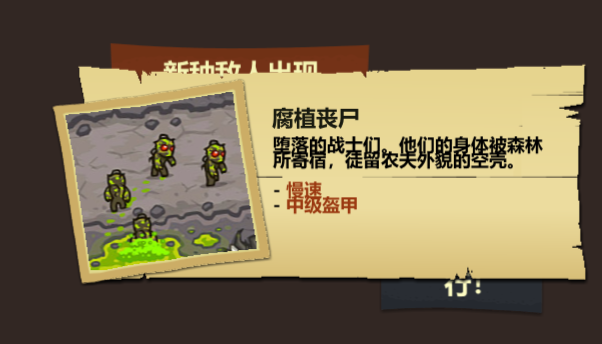 新种敌人出现
腐植丧尸
堕落的战士们。他们的身体被森林
所寄宿，徒留农夫外貌的空壳。
- 慢速
- 中级盔甲